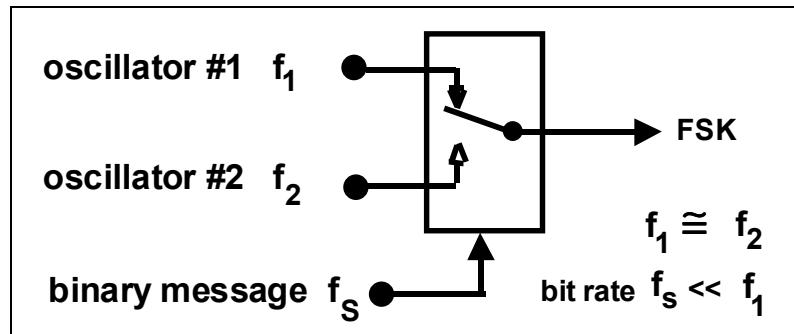 oscillator #1 f₁
FSK
oscillator #2 f₂
f₁ ≅ f₂
binary message fₛ
bit rate fₛ << f₁